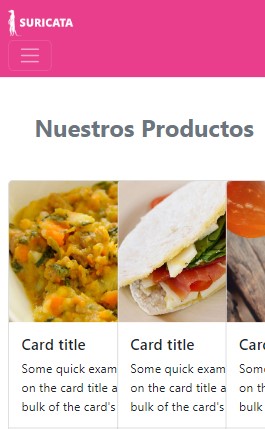 SURICATA
Nuestros Productos
Card title
Some quick exam
on the card title a
bulk of the card's
Card title
Some quick exam
on the card title a
bulk of the card's
Car
Som
on th
bulk